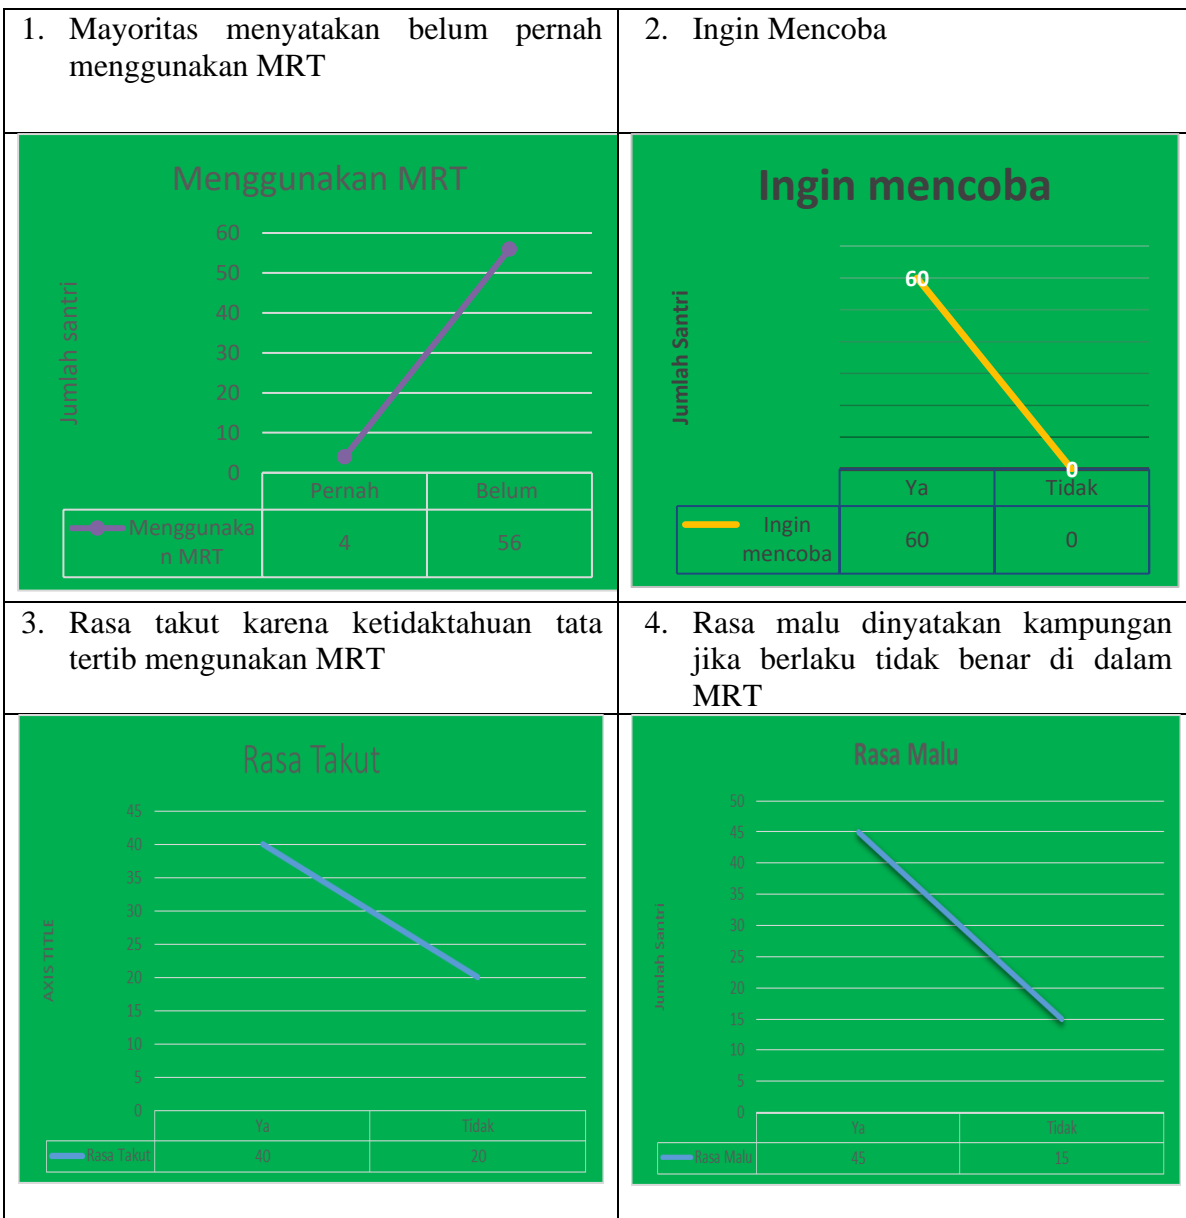 1. Mayoritas menyatakan belum pernah
menggunakan MRT
2. Ingin Mencoba
Menggunakan MRT
60
50
40
30
20
10
0
Jumlah santri
Pernah Belum
Menggunaka
n MRT
4 56
Ingin mencoba
Jumlah Santri
60
0
Ya Tidak
Ingin
mencoba
60 0
3. Rasa takut karena ketidaktahuan tata
tertib mengunakan MRT
4. Rasa malu dinyatakan kampungan
jika berlaku tidak benar di dalam
MRT
Rasa Takut
45
40
35
30
25
20
15
10
5
0
AXIS TITLE
Ya Tidak
Rasa Takut 40 20
Rasa Malu
50
45
40
35
30
25
20
15
10
5
0
Jumlah Santri
Ya Tidak
Rasa Malu 45 15